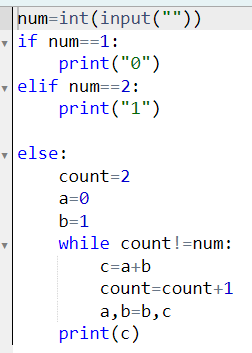 num=int(input(""))
if num==1:
    print("0")
elif num==2:
    print("1")

else:
    count=2
    a=0
    b=1
    while count!=num:
        c=a+b
        count=count+1
        a,b=b,c
    print(c)